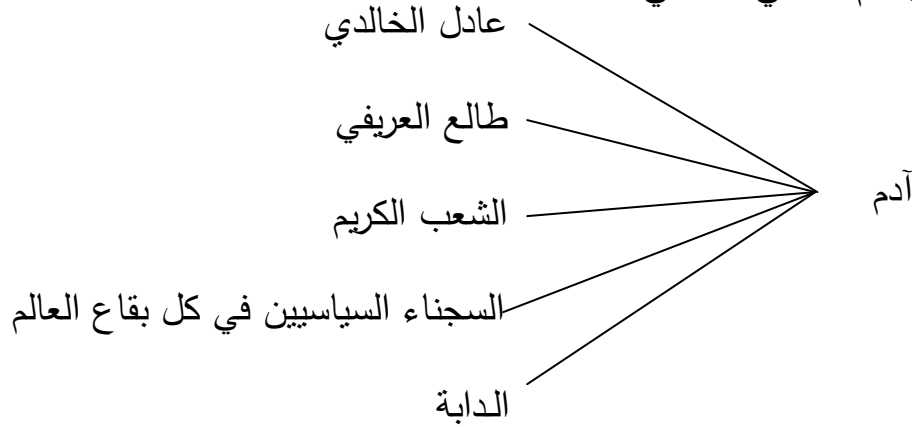 عادل الخالدي
طالع العريفي
الشعب الكريم
آدم
السجناء السياسيين في كل بقاع العالم
الدابة